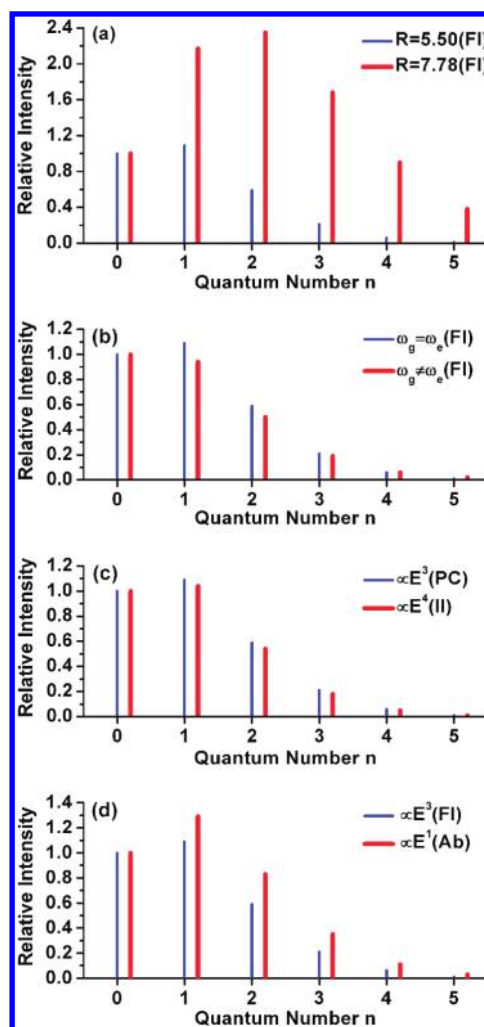 (a)
R=5.50(Fl)
R=7.78(Fl)
Relative Intensity
2.4
2.0
1.6
1.2
0.8
0.4
0.0
0 1 2 3 4 5
Quantum Number n
(b)
ω_g=ω_e(Fl)
ω_g≠ω_e(Fl)
Relative Intensity
1.2
1.0
0.8
0.6
0.4
0.2
0.0
0 1 2 3 4 5
Quantum Number n
(c)
∝E³(PC)
∝E⁴(II)
Relative Intensity
1.2
1.0
0.8
0.6
0.4
0.2
0.0
0 1 2 3 4 5
Quantum Number n
(d)
∝E³(Fl)
∝E¹(Ab)
Relative Intensity
1.4
1.2
1.0
0.8
0.6
0.4
0.2
0.0
0 1 2 3 4 5
Quantum Number n